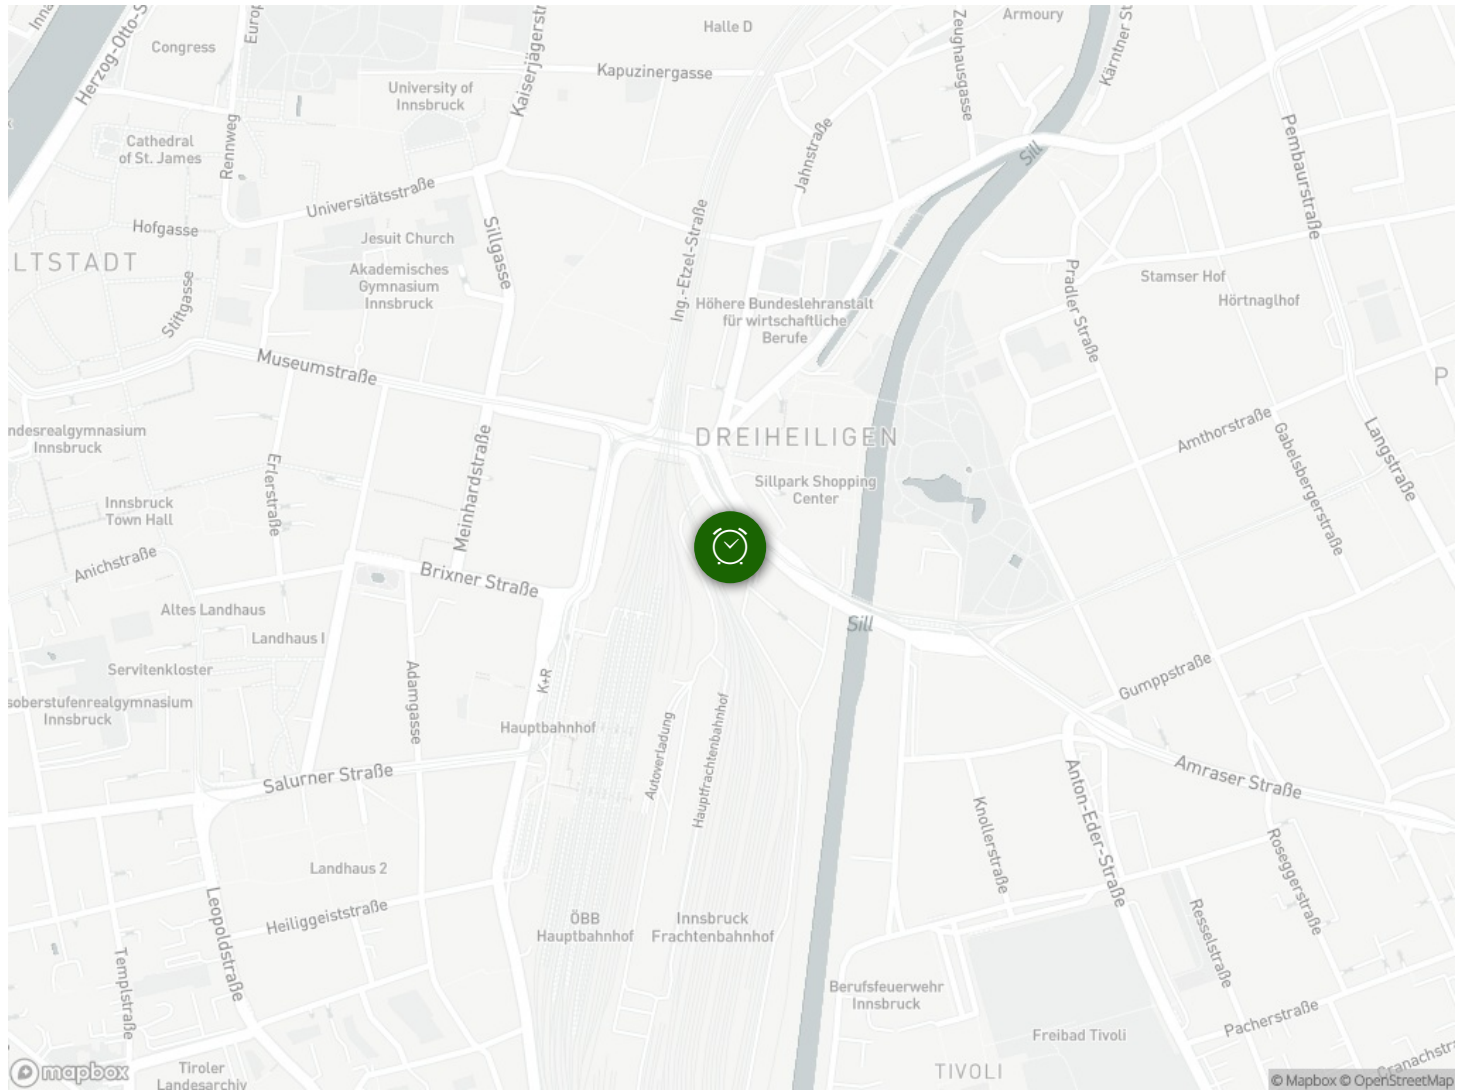 Herzog-Otto-S
Congress
Kaiserjägerstr
Halle D
Zeughausgasse
Armoury
Kärntner St
Kapuzinergasse
University of
Innsbruck
Cathedral
of St. James
Rennweg
Jahnstraße
Sill
Pembaurstraße
Universitätsstraße
Hofgasse
Jesuit Church
Sillgasse
Ing.-Etzel-Straße
LTSTADT
Akademisches
Gymnasium
Innsbruck
Stiftgasse
Höhere Bundeslehranstalt
für wirtschaftliche
Berufe
Pradler Straße
Stamser Hof
Hörtnaglhof
Museumstraße
P
ndesrealgymnasium
Innsbruck
DREIHEILIGEN
Amthorstraße
Gabelsbergerstraße
Langstraße
Erlerstraße
Meinhardstraße
Sillpark Shopping
Center
Innsbruck
Town Hall
Anichstraße
Brixner Straße
Altes Landhaus
Landhaus I
Sill
Servitenkloster
Adamgasse
K+R
Gumppstraße
soberstufenrealgymnasium
Innsbruck
Hauptbahnhof
Autoverladung
Hauptfrachtenbahnhof
Salurner Straße
Amraser Straße
Anton-Eder-Straße
Knollerstraße
Roseggerstraße
Landhaus 2
Leopoldstraße
Heiliggeiststraße
ÖBB
Hauptbahnhof
Innsbruck
Frachtenbahnhof
Resselstraße
Templstraße
Berufsfeuerwehr
Innsbruck
Freibad Tivoli
Pacherstraße
Cranachstr
Tiroler
Landesarchiv
TIVOLI
mapbox
© Mapbox © OpenStreetMap